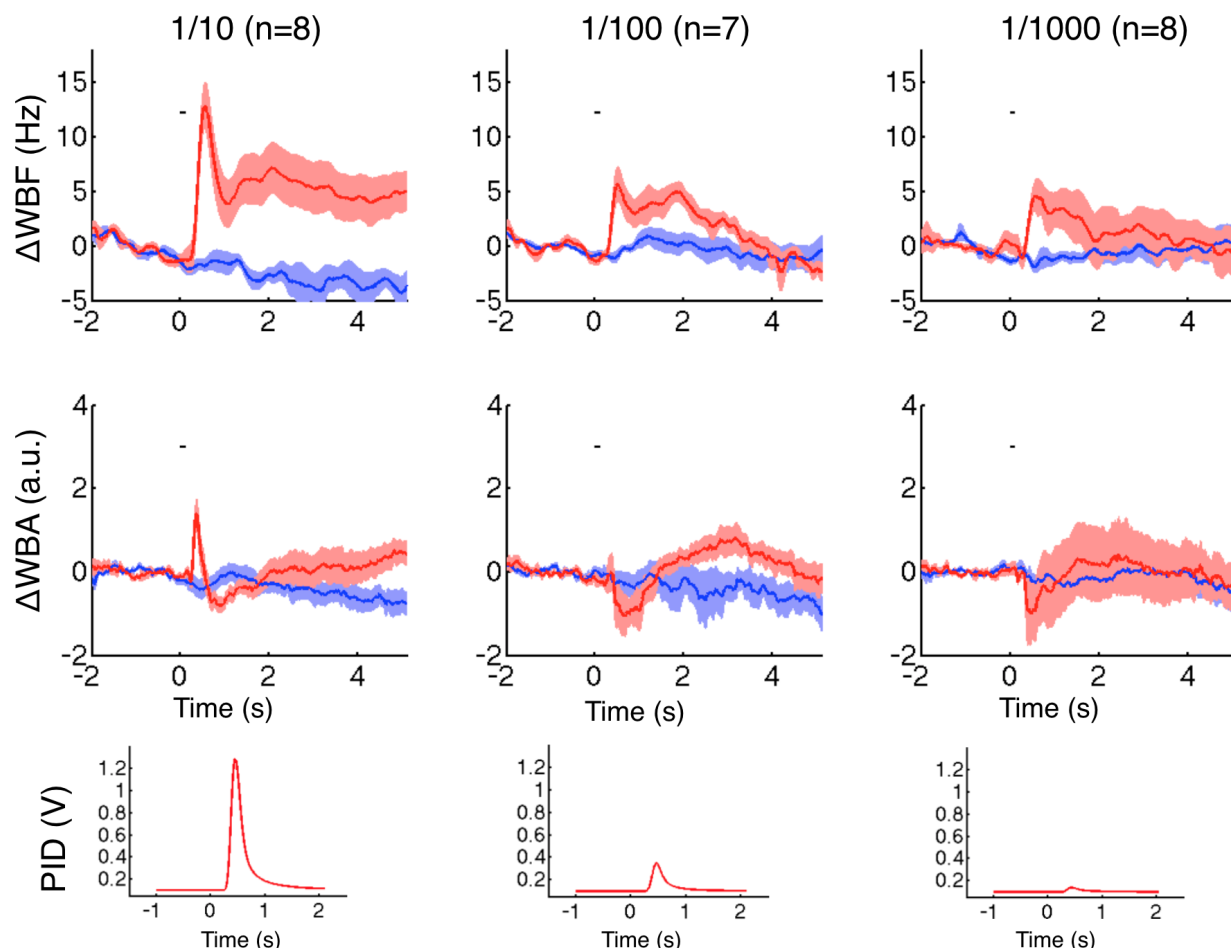 1/10 (n=8) 1/100 (n=7) 1/1000 (n=8)
ΔWBF (Hz)
15 15 15
10 10 10
5 5 5
0 0 0
-5 -5 -5
-2 0 2 4 -2 0 2 4 -2 0 2 4
ΔWBA (a.u.)
4 4 4
2 2 2
0 0 0
-2 -2 -2
-2 0 2 4 -2 0 2 4 -2 0 2 4
Time (s) Time (s) Time (s)
PID (V)
1.2 1.2 1.2
1 1 1
0.8 0.8 0.8
0.6 0.6 0.6
0.4 0.4 0.4
0.2 0.2 0.2
-1 0 1 2 -1 0 1 2 -1 0 1 2
Time (s) Time (s) Time (s)